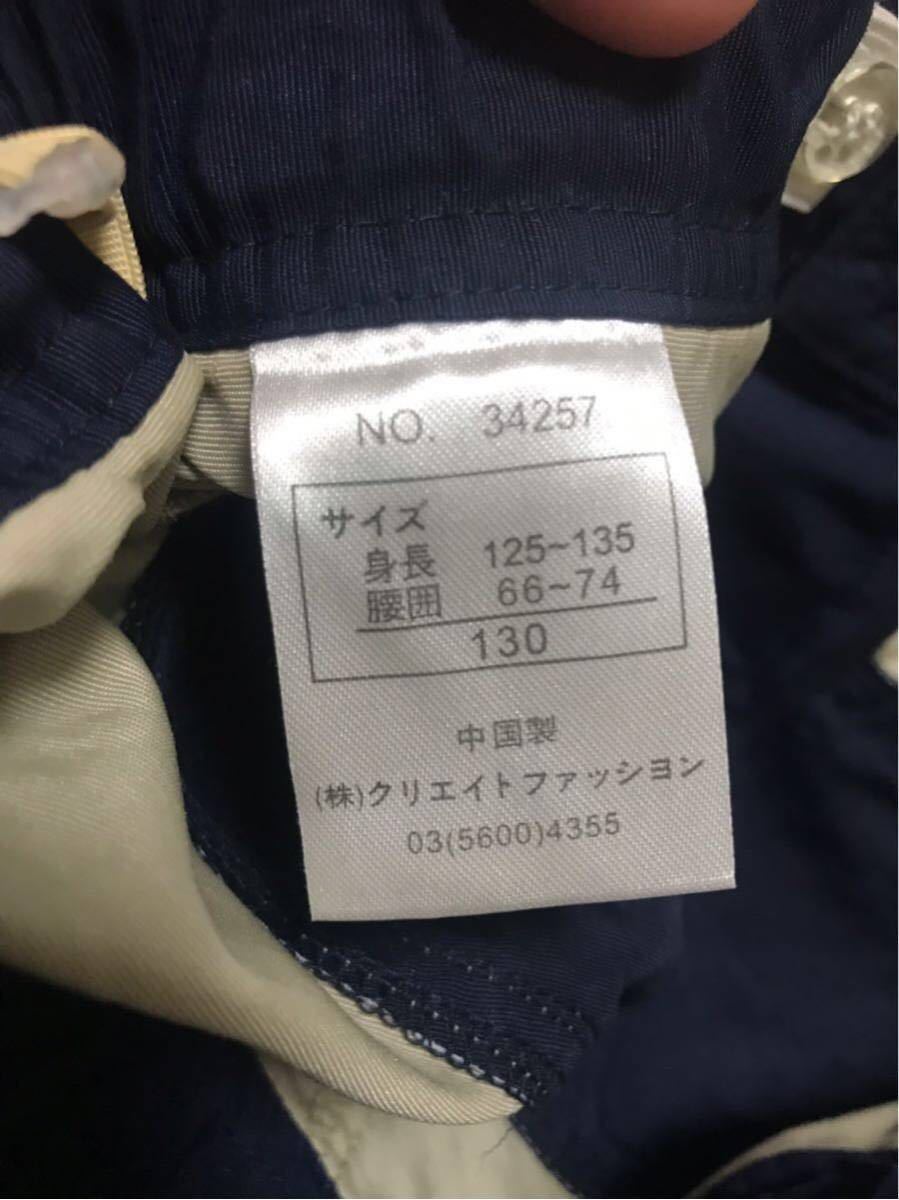 NO. 34257
サイズ
身長 125~135
腰囲 66~74
130
中国製
(株)クリエイトファッシヨン
03(5600)4355